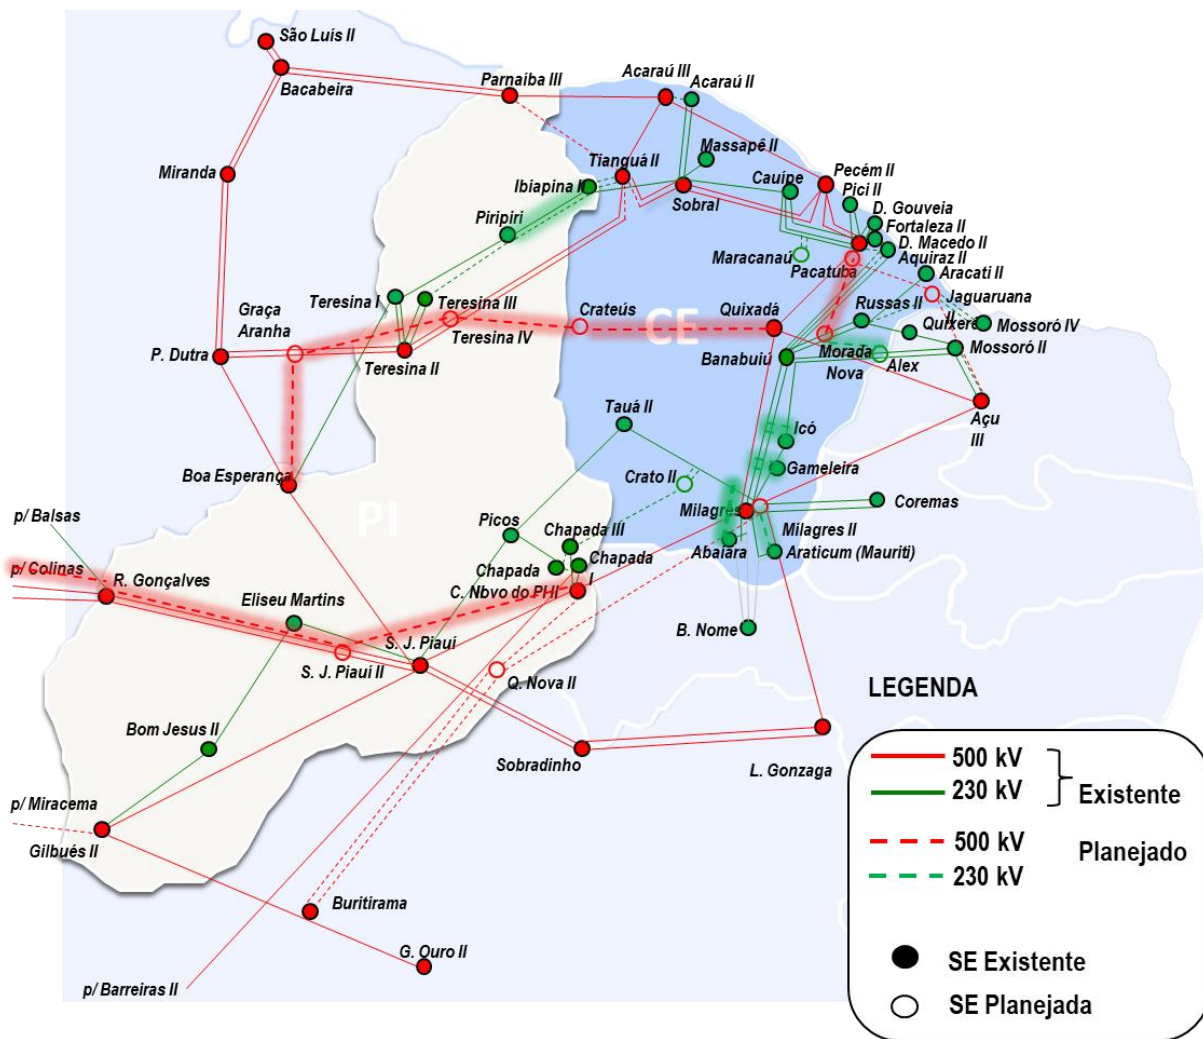 São Luís II
Bacabeira
Parnaíba III
Acaraú III
Acaraú II
Miranda
Massapê II
Tianguá II
Ibiapina II
Sobral
Cauípe
Pecém II
Pici II
D. Gouveia
Fortaleza II
D. Macedo II
Aquiraz II
Piripiri
Maracanaú
Pacatuba
Aracati II
Jaguaruana
II
Teresina I
Teresina III
Teresina IV
Graça
Aranha
Crateús
CE
Quixadá
Russas II
Quixeré
Mossoró IV
Mossoró II
P. Dutra
Teresina II
Banabuiú
Morada
Nova
Alex
Tauá II
Icó
Açu
III
Boa Esperança
Crato II
Gameleira
PI
p/ Balsas
Picos
Chapada III
Milagres
Milagres II
Coremas
p/ Colinas
R. Gonçalves
Chapada
Chapada
I
Abaiara
Araticum (Mauriti)
Eliseu Martins
C. Nbvo do PHI
S. J. Piauí
S. J. Piauí II
Q. Nova II
B. Nome
Bom Jesus II
Sobradinho
L. Gonzaga
p/ Miracema
Gilbués II
Buritirama
G. Ouro II
p/ Barreiras II
LEGENDA
500 kV
230 kV
Existente
500 kV
230 kV
Planejado
SE Existente
SE Planejada